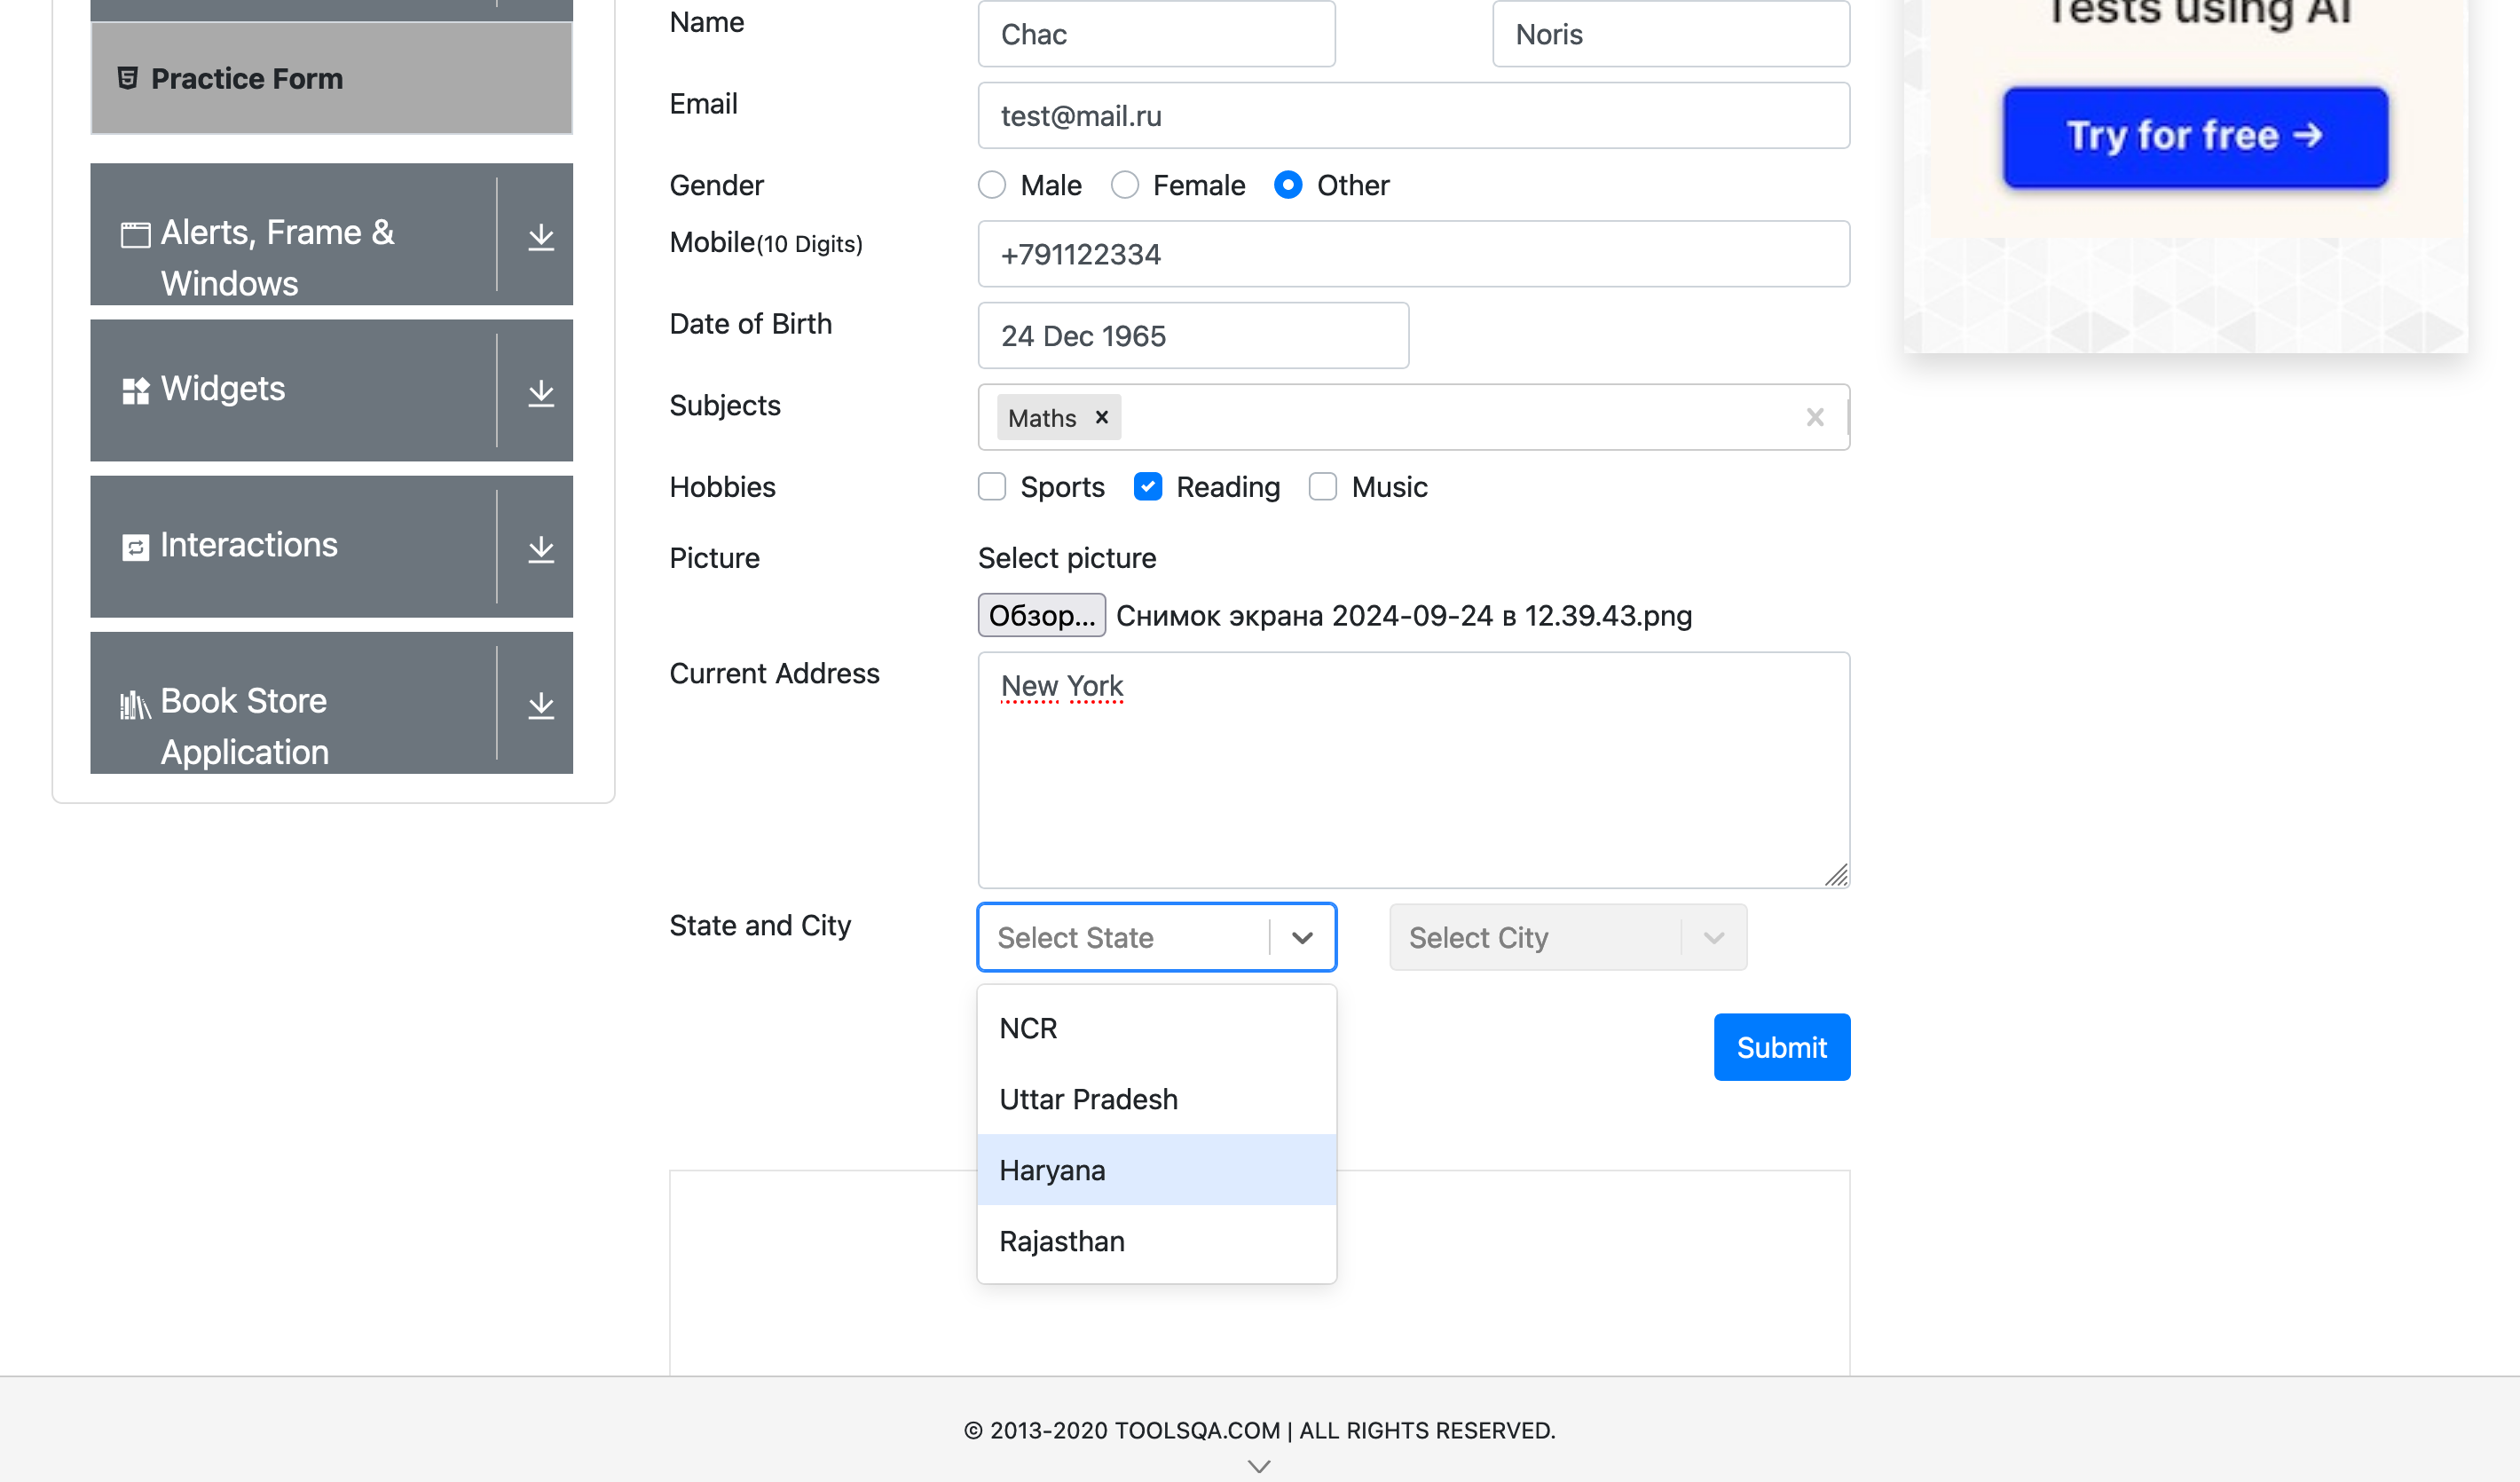 Practice Form
Alerts, Frame &
Windows
Widgets
Interactions
Book Store
Application
Name
Chac
Noris
Email
test@mail.ru
Gender
Male
Female
Other
Mobile(10 Digits)
+791122334
Date of Birth
24 Dec 1965
Subjects
Maths
Hobbies
Sports
Reading
Music
Picture
Select picture
Обзор... Снимок экрана 2024-09-24 в 12.39.43.png
Current Address
New York
State and City
Select State
Select City
NCR
Uttar Pradesh
Haryana
Rajasthan
Submit
Tests using AI
Try for free →
© 2013-2020 TOOLSQA.COM | ALL RIGHTS RESERVED.